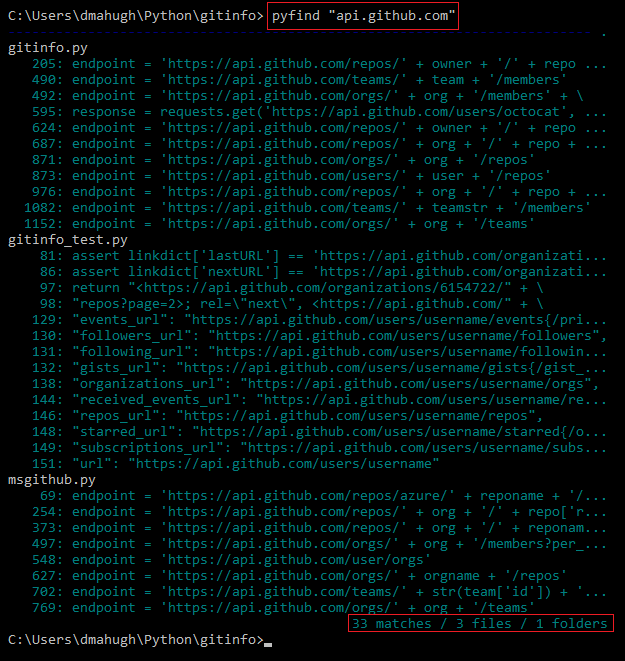 C:\Users\dmahugh\Python\gitinfo> pyfind "api.github.com"
------------------------------------------------------------------------- .
gitinfo.py
205: endpoint = 'https://api.github.com/repos/' + owner + '/' + repo ...
490: endpoint = 'https://api.github.com/teams/' + team + '/members'
492: endpoint = 'https://api.github.com/orgs/' + org + '/members' + \
595: response = requests.get('https://api.github.com/users/octocat', ...
624: endpoint = 'https://api.github.com/repos/' + owner + '/' + repo ...
687: endpoint = 'https://api.github.com/repos/' + org + '/' + repo + ...
871: endpoint = 'https://api.github.com/orgs/' + org + '/repos'
873: endpoint = 'https://api.github.com/users/' + user + '/repos'
976: endpoint = 'https://api.github.com/repos/' + org + '/' + repo + ...
1082: endpoint = 'https://api.github.com/teams/' + teamstr + '/members'
1152: endpoint = 'https://api.github.com/orgs/' + org + '/teams'
gitinfo_test.py
81: assert linkdict['lastURL'] == 'https://api.github.com/organizati...
86: assert linkdict['nextURL'] == 'https://api.github.com/organizati...
97: return "<https://api.github.com/organizations/6154722/" + \
98: "repos?page=2>; rel=\"next\", <https://api.github.com/" + \
129: "events_url": "https://api.github.com/users/username/events{/pri...
130: "followers_url": "https://api.github.com/users/username/followers",
131: "following_url": "https://api.github.com/users/username/followin...
132: "gists_url": "https://api.github.com/users/username/gists{/gist_...
138: "organizations_url": "https://api.github.com/users/username/orgs",
144: "received_events_url": "https://api.github.com/users/username/re...
146: "repos_url": "https://api.github.com/users/username/repos",
148: "starred_url": "https://api.github.com/users/username/starred{/o...
149: "subscriptions_url": "https://api.github.com/users/username/subs...
151: "url": "https://api.github.com/users/username"
msgithub.py
69: endpoint = 'https://api.github.com/repos/azure/' + reponame + '/...
254: endpoint = 'https://api.github.com/repos/' + org + '/' + repo['r...
373: endpoint = 'https://api.github.com/repos/' + org + '/' + reponam...
497: endpoint = 'https://api.github.com/orgs/' + org + '/members?per_...
548: endpoint = 'https://api.github.com/user/orgs'
627: endpoint = 'https://api.github.com/orgs/' + orgname + '/repos'
702: endpoint = 'https://api.github.com/teams/' + str(team['id']) + '...
769: endpoint = 'https://api.github.com/orgs/' + org + '/teams'
33 matches / 3 files / 1 folders
C:\Users\dmahugh\Python\gitinfo>_